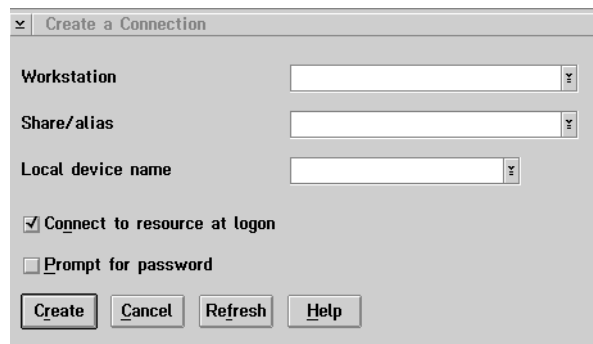 Create a Connection
Workstation
Share/alias
Local device name
Connect to resource at logon
Prompt for password
Create Cancel Refresh Help